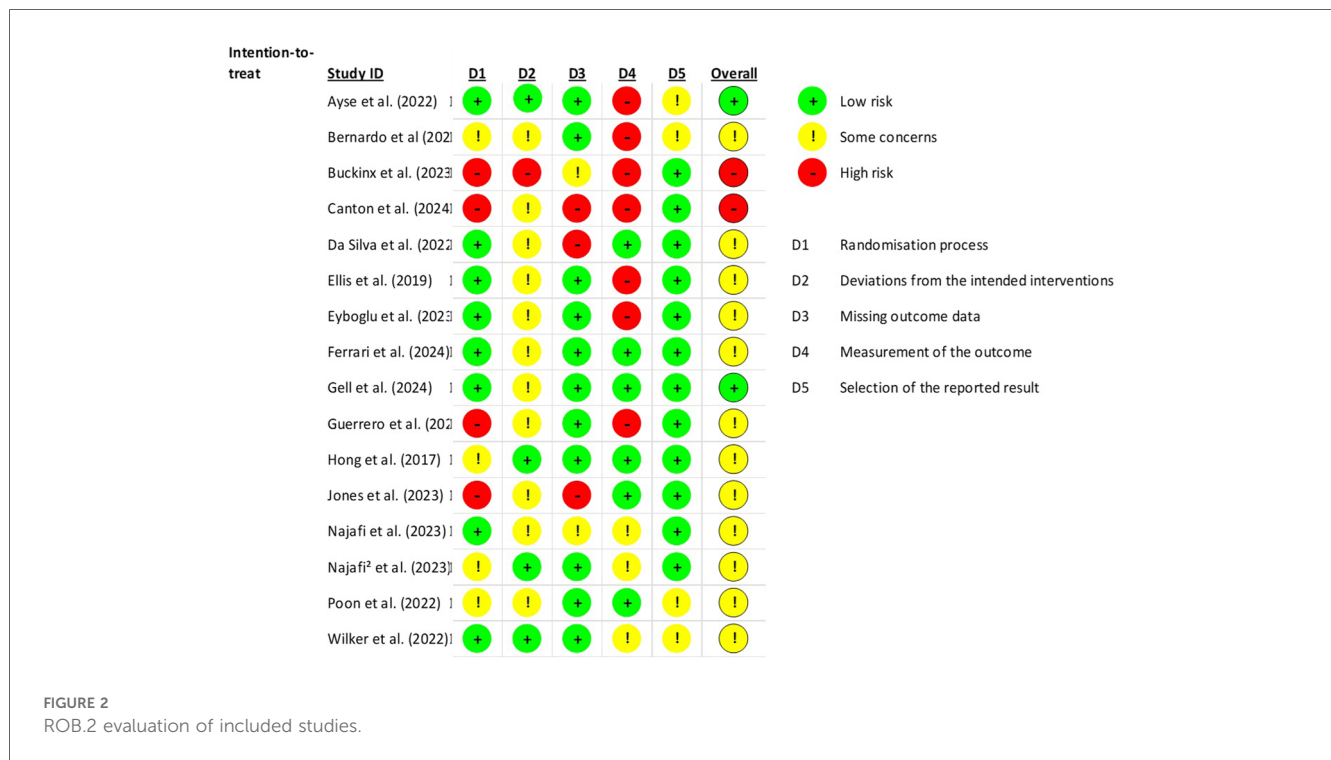 Intention-to-
treat
Study ID D1 D2 D3 D4 D5 Overall
Ayse et al. (2022) + + + - ! +
Bernardo et al (202 ! ! + - ! !
Buckinx et al. (2023 - - ! - + -
Canton et al. (2024 - ! - - + -
Da Silva et al. (2022 + ! - + + !
Ellis et al. (2019) + ! + - + !
Eyboglu et al. (2023 + ! + - + !
Ferrari et al. (2024) + ! + + + !
Gell et al. (2024) + ! + + + +
Guerrero et al. (202 - ! + - + !
Hong et al. (2017) ! + + + + !
Jones et al. (2023) - ! - + + !
Najafi et al. (2023) + ! ! ! + !
Najafi² et al. (2023) ! + + ! + !
Poon et al. (2022) ! ! + + ! !
Wilker et al. (2022) + + + ! ! !
+ Low risk
! Some concerns
- High risk
D1 Randomisation process
D2 Deviations from the intended interventions
D3 Missing outcome data
D4 Measurement of the outcome
D5 Selection of the reported result
FIGURE 2
ROB.2 evaluation of included studies.